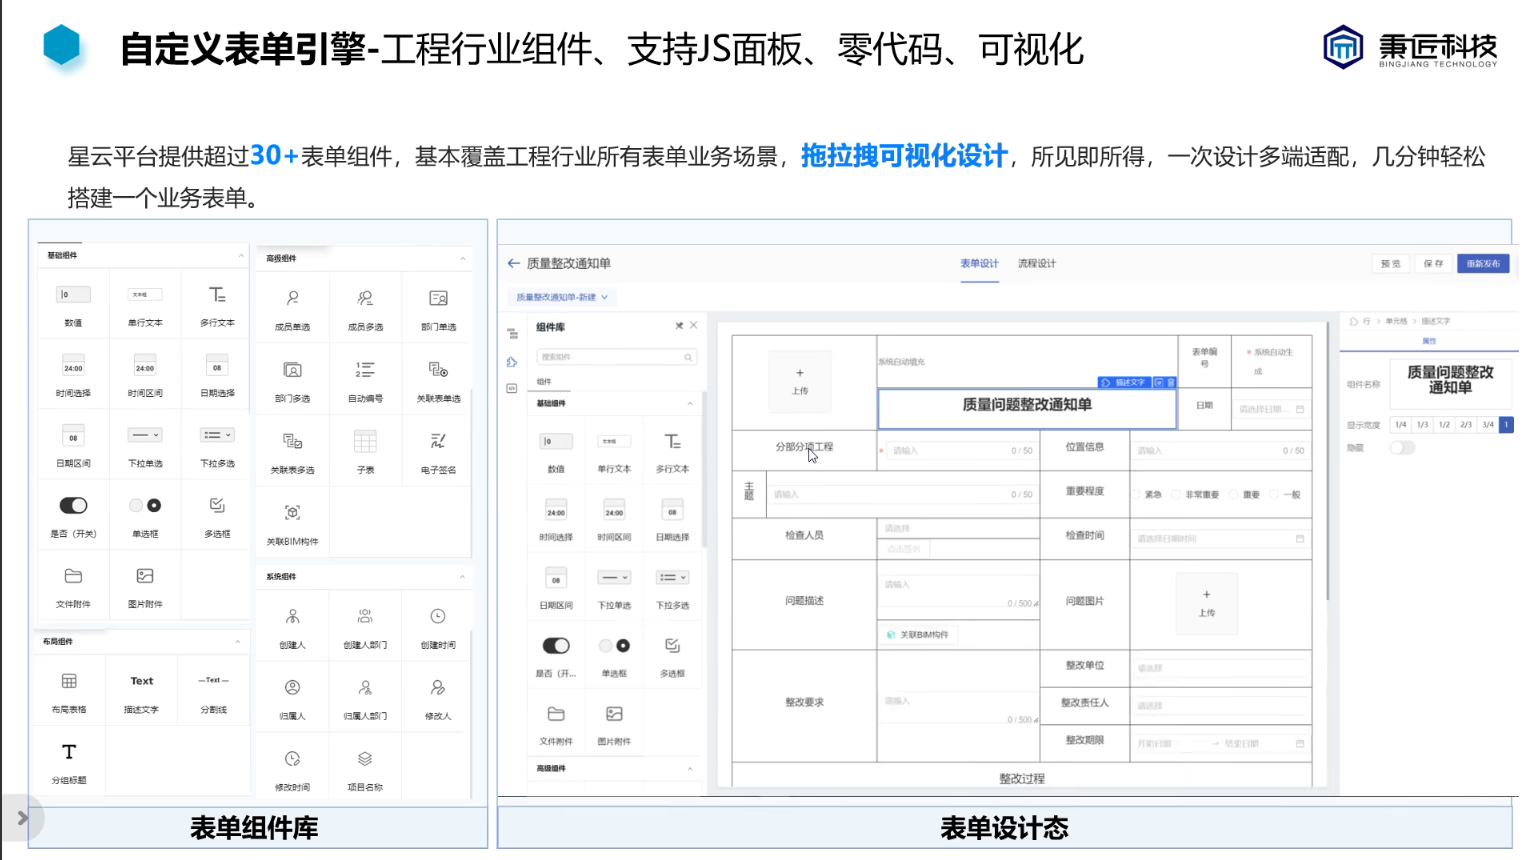 自定义表单引擎-工程行业组件、支持JS面板、零代码、可视化
秉匠科技
BINGJIANG TECHNOLOGY
星云平台提供超过30+表单组件，基本覆盖工程行业所有表单业务场景，拖拉拽可视化设计，所见即所得，一次设计多端适配，几分钟轻松
搭建一个业务表单。
基础组件
数值 单行文本 多行文本
24:00 24:00 08
时间选择 时间区间 日期选择
08
日期区间 下拉单选 下拉多选
是否（开关） 单选框 多选框
文件附件 图片附件
布局组件
Text —Text—
布局表格 描述文字 分割线
T
分组标题
高级组件
成员单选 成员多选 部门单选
部门多选 自动编号 关联表单选
关联表多选 子表 电子签名
关联BIM构件
系统组件
创建人 创建人部门 创建时间
归属人 归属人部门 修改人
修改时间 项目名称
表单组件库
质量整改通知单
表单设计 流程设计
预览 保存 重新发布
质量整改通知单-新建
组件库
搜索组件
组件
基础组件
数值 单行文本 多行文本
24:00 24:00 08
时间选择 时间区间 日期选择
08
日期区间 下拉单选 下拉多选
是否（开... 单选框 多选框
文件附件 图片附件
高级组件
+
上传
系统自动填充
表单编号
* 系统自动生成
描述文字
质量问题整改通知单
日期
请选择日期...
分部分项工程
* 请输入 0 / 50
位置信息
请输入 0 / 50
主题
请输入 0 / 50
重要程度
紧急 非常重要 重要 一般
检查人员
请选择
点击签名
检查时间
请选择日期时间
问题描述
请输入
0 / 500
关联BIM构件
问题图片
+
上传
整改要求
请输入
0 / 500
整改单位
请选择
整改责任人
请选择
整改期限
开始日期 → 结束日期
整改过程
行 > 单元格 > 描述文字
属性
组件名称
质量问题整改
通知单
显示宽度 1/4 1/3 1/2 2/3 3/4 1
隐藏
表单设计态